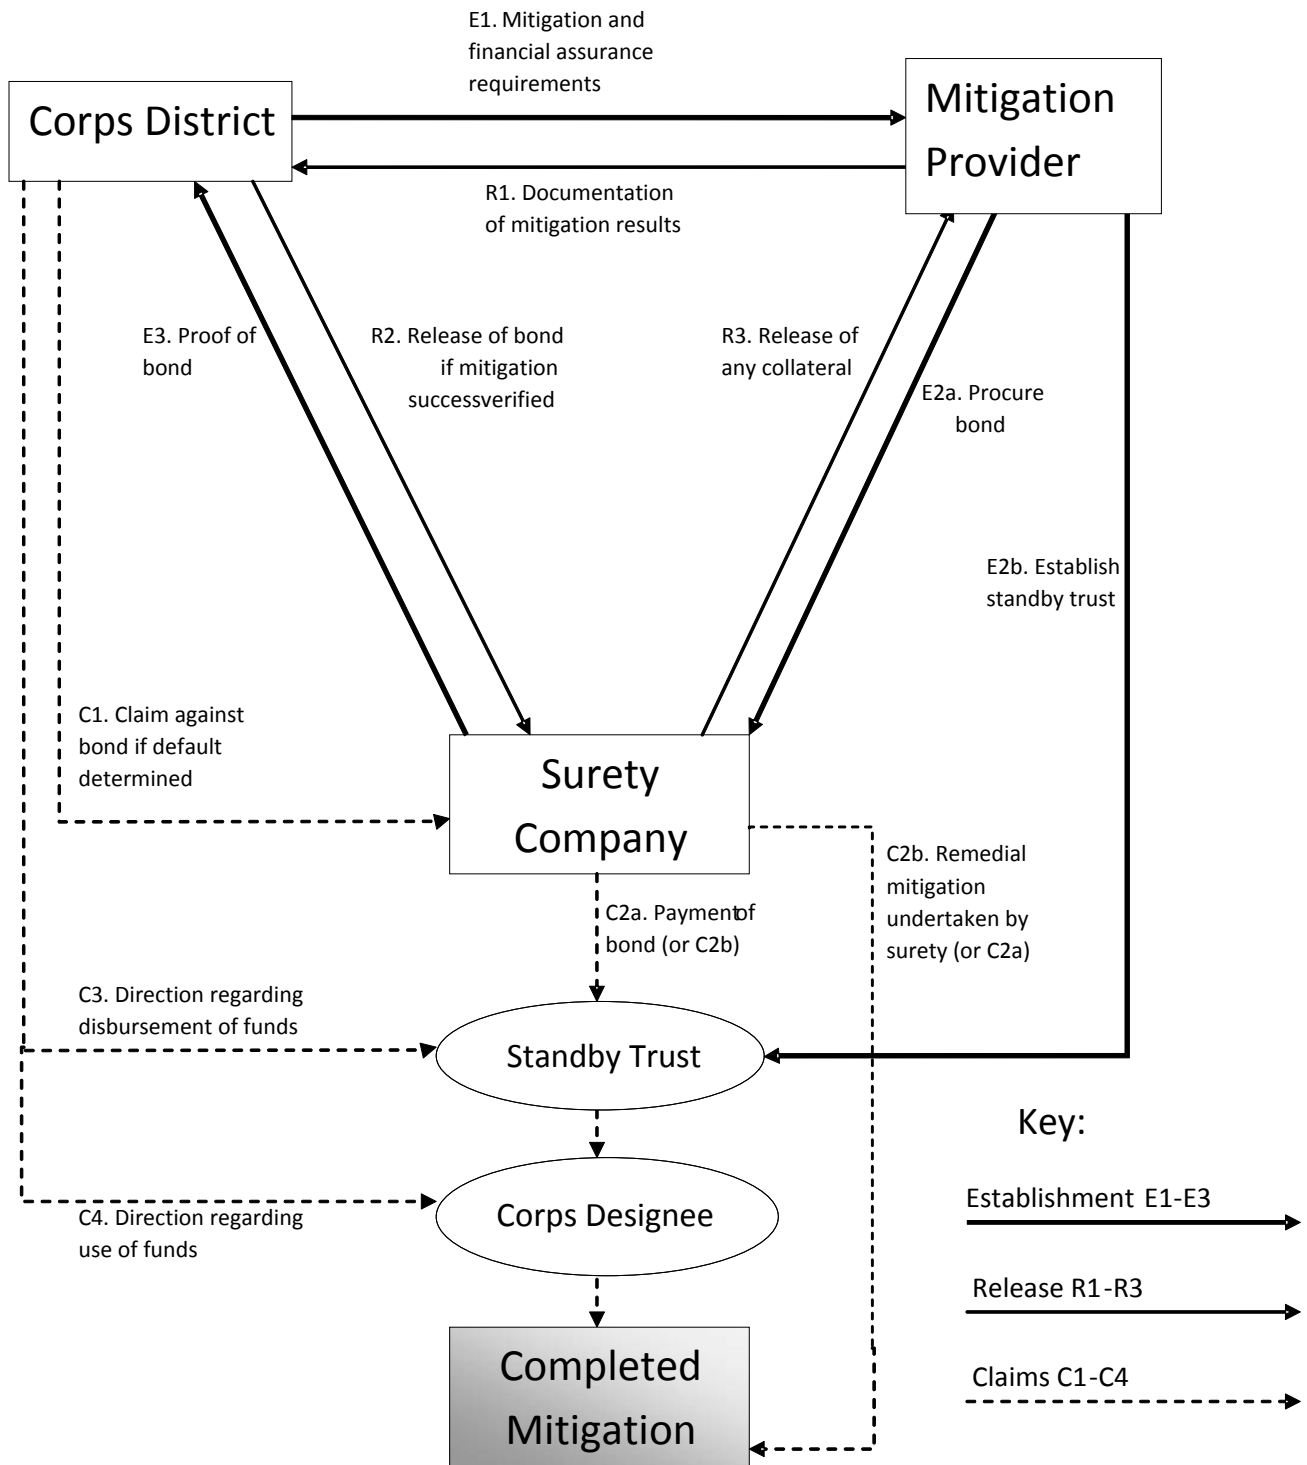 E1. Mitigation and
financial assurance
requirements
Corps District
Mitigation
Provider
R1. Documentation
of mitigation results
E3. Proof of
bond
R2. Release of bond
if mitigation
successverified
R3. Release of
any collateral
E2a. Procure
bond
E2b. Establish
standby trust
C1. Claim against
bond if default
determined
Surety
Company
C2b. Remedial
mitigation
undertaken by
surety (or C2a)
C2a. Payment of
bond (or C2b)
C3. Direction regarding
disbursement of funds
Standby Trust
Key:
Establishment E1-E3
Corps Designee
C4. Direction regarding
use of funds
Release R1-R3
Completed
Mitigation
Claims C1-C4